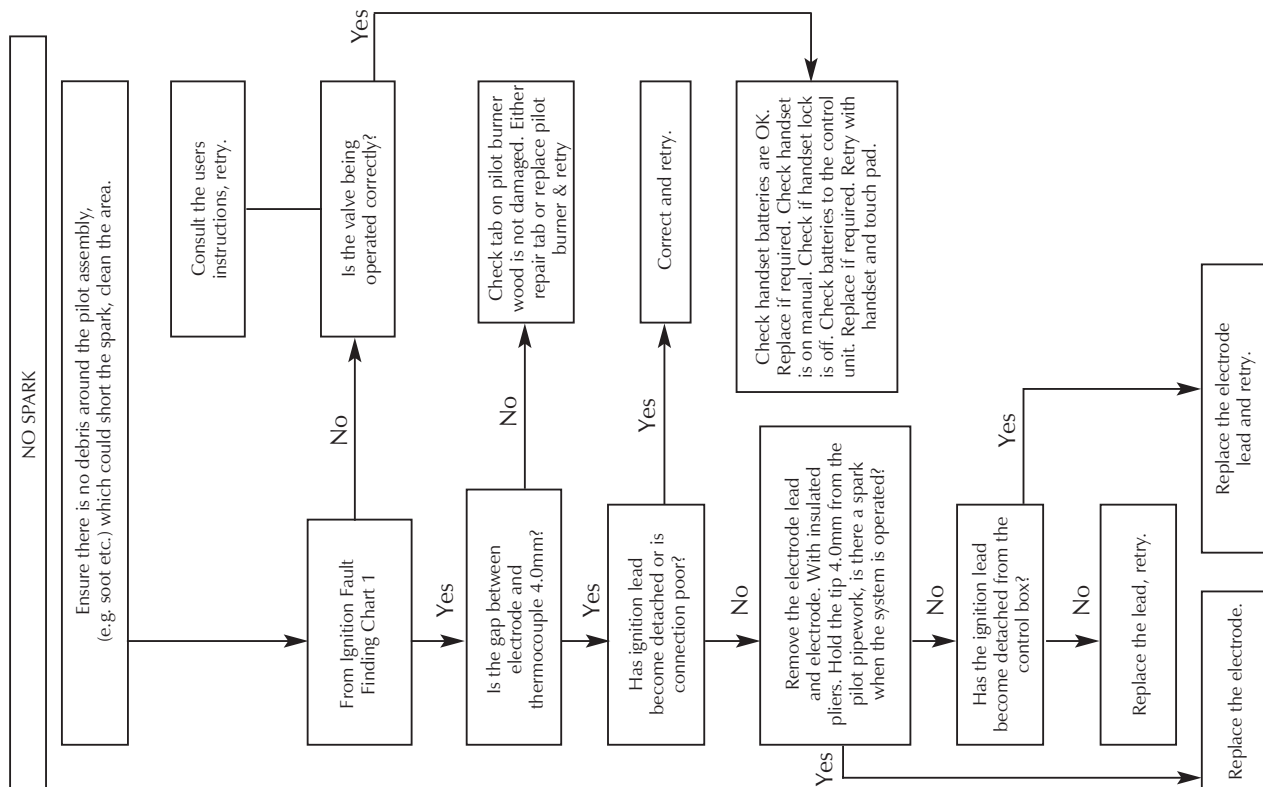 NO SPARK
Ensure there is no debris around the pilot assembly,
(e.g. soot etc.) which could short the spark, clean the area.
Consult the users
instructions, retry.
Is the valve being
operated correctly?
Yes
From Ignition Fault
Finding Chart 1
No
Yes
Is the gap between
electrode and
thermocouple 4.0mm?
No
Check tab on pilot burner
wood is not damaged. Either
repair tab or replace pilot
burner & retry
Yes
Has ignition lead
become detached or is
connection poor?
Yes
Correct and retry.
No
Remove the electrode lead
and electrode. With insulated
pliers. Hold the tip 4.0mm from the
pilot pipework, is there a spark
when the system is operated?
Check handset batteries are OK.
Replace if required. Check handset
is on manual. Check if handset lock
is off. Check batteries to the control
unit. Replace if required. Retry with
handset and touch pad.
Yes
No
Has the ignition lead
become detached from the
control box?
Yes
No
Replace the lead, retry.
Replace the electrode.
Replace the electrode
lead and retry.